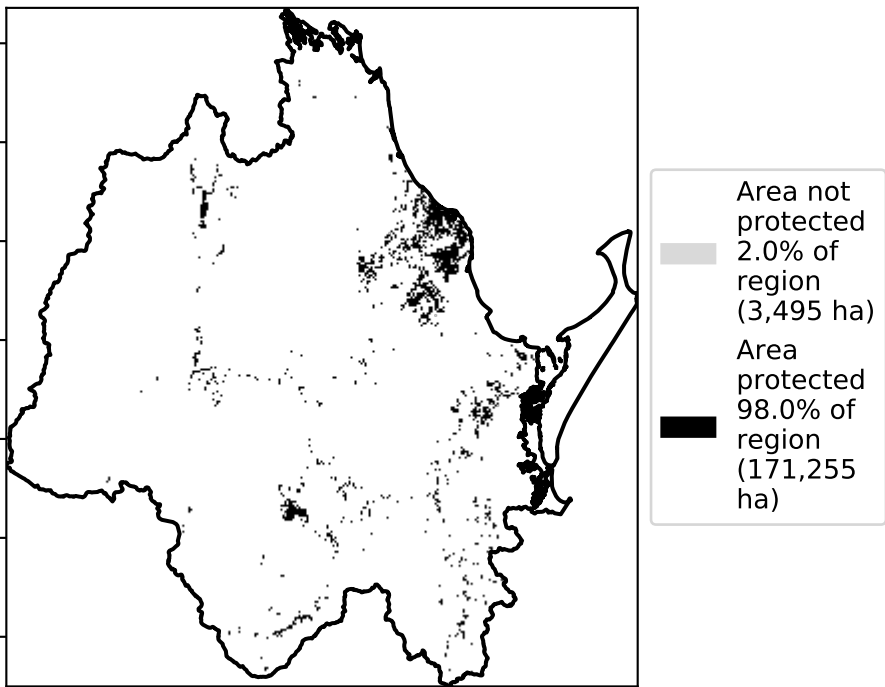 Area not
protected
2.0% of
region
(3,495 ha)
Area
protected
98.0% of
region
(171,255
ha)